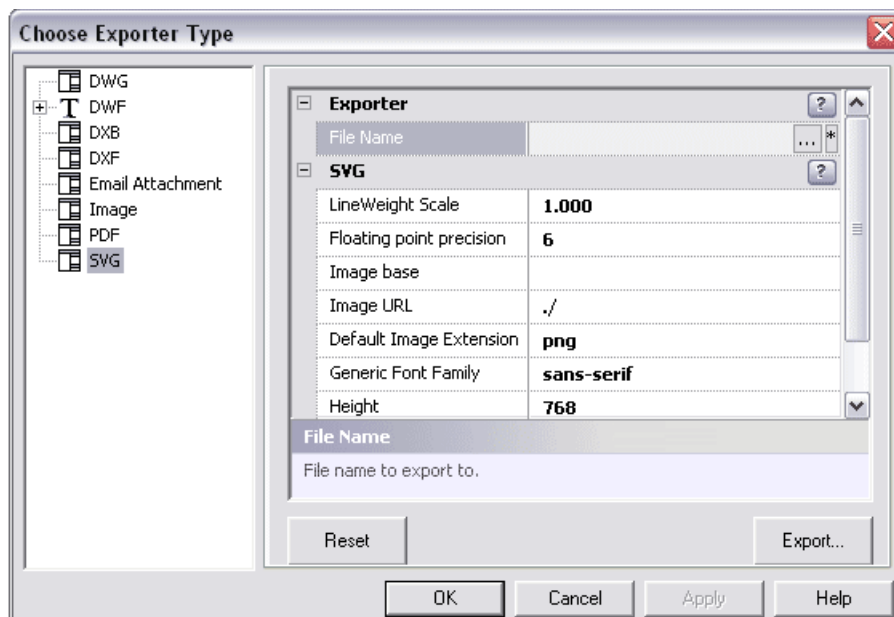 Choose Exporter Type
DWG
T DWF
DXB
DXF
Email Attachment
Image
PDF
SVG
Exporter ?
File Name ... *
SVG ?
LineWeight Scale 1.000
Floating point precision 6
Image base
Image URL ./
Default Image Extension png
Generic Font Family sans-serif
Height 768
File Name
File name to export to.
Reset Export...
OK Cancel Apply Help